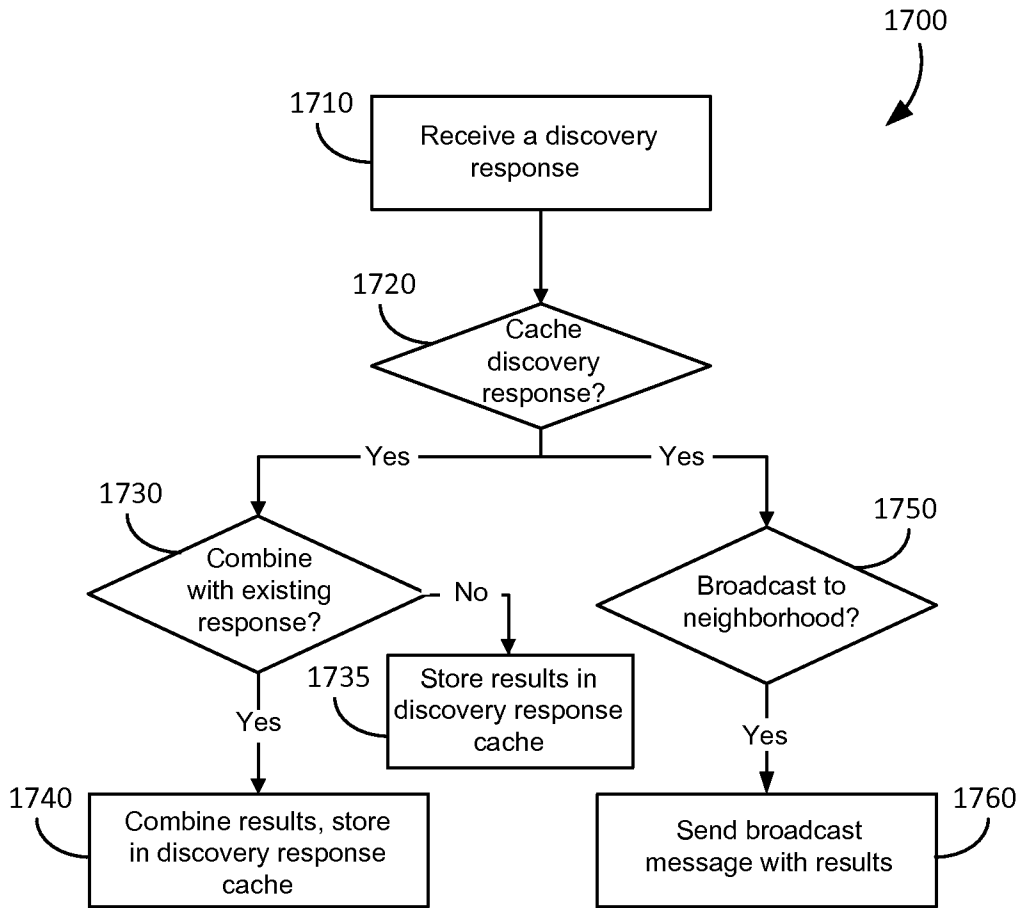 1700
1710
Receive a discovery
response
1720
Cache
discovery
response?
Yes
Yes
1730
Combine
with existing
response?
No
1750
Broadcast to
neighborhood?
1735
Store results in
discovery response
cache
Yes
Yes
1740
Combine results, store
in discovery response
cache
1760
Send broadcast
message with results